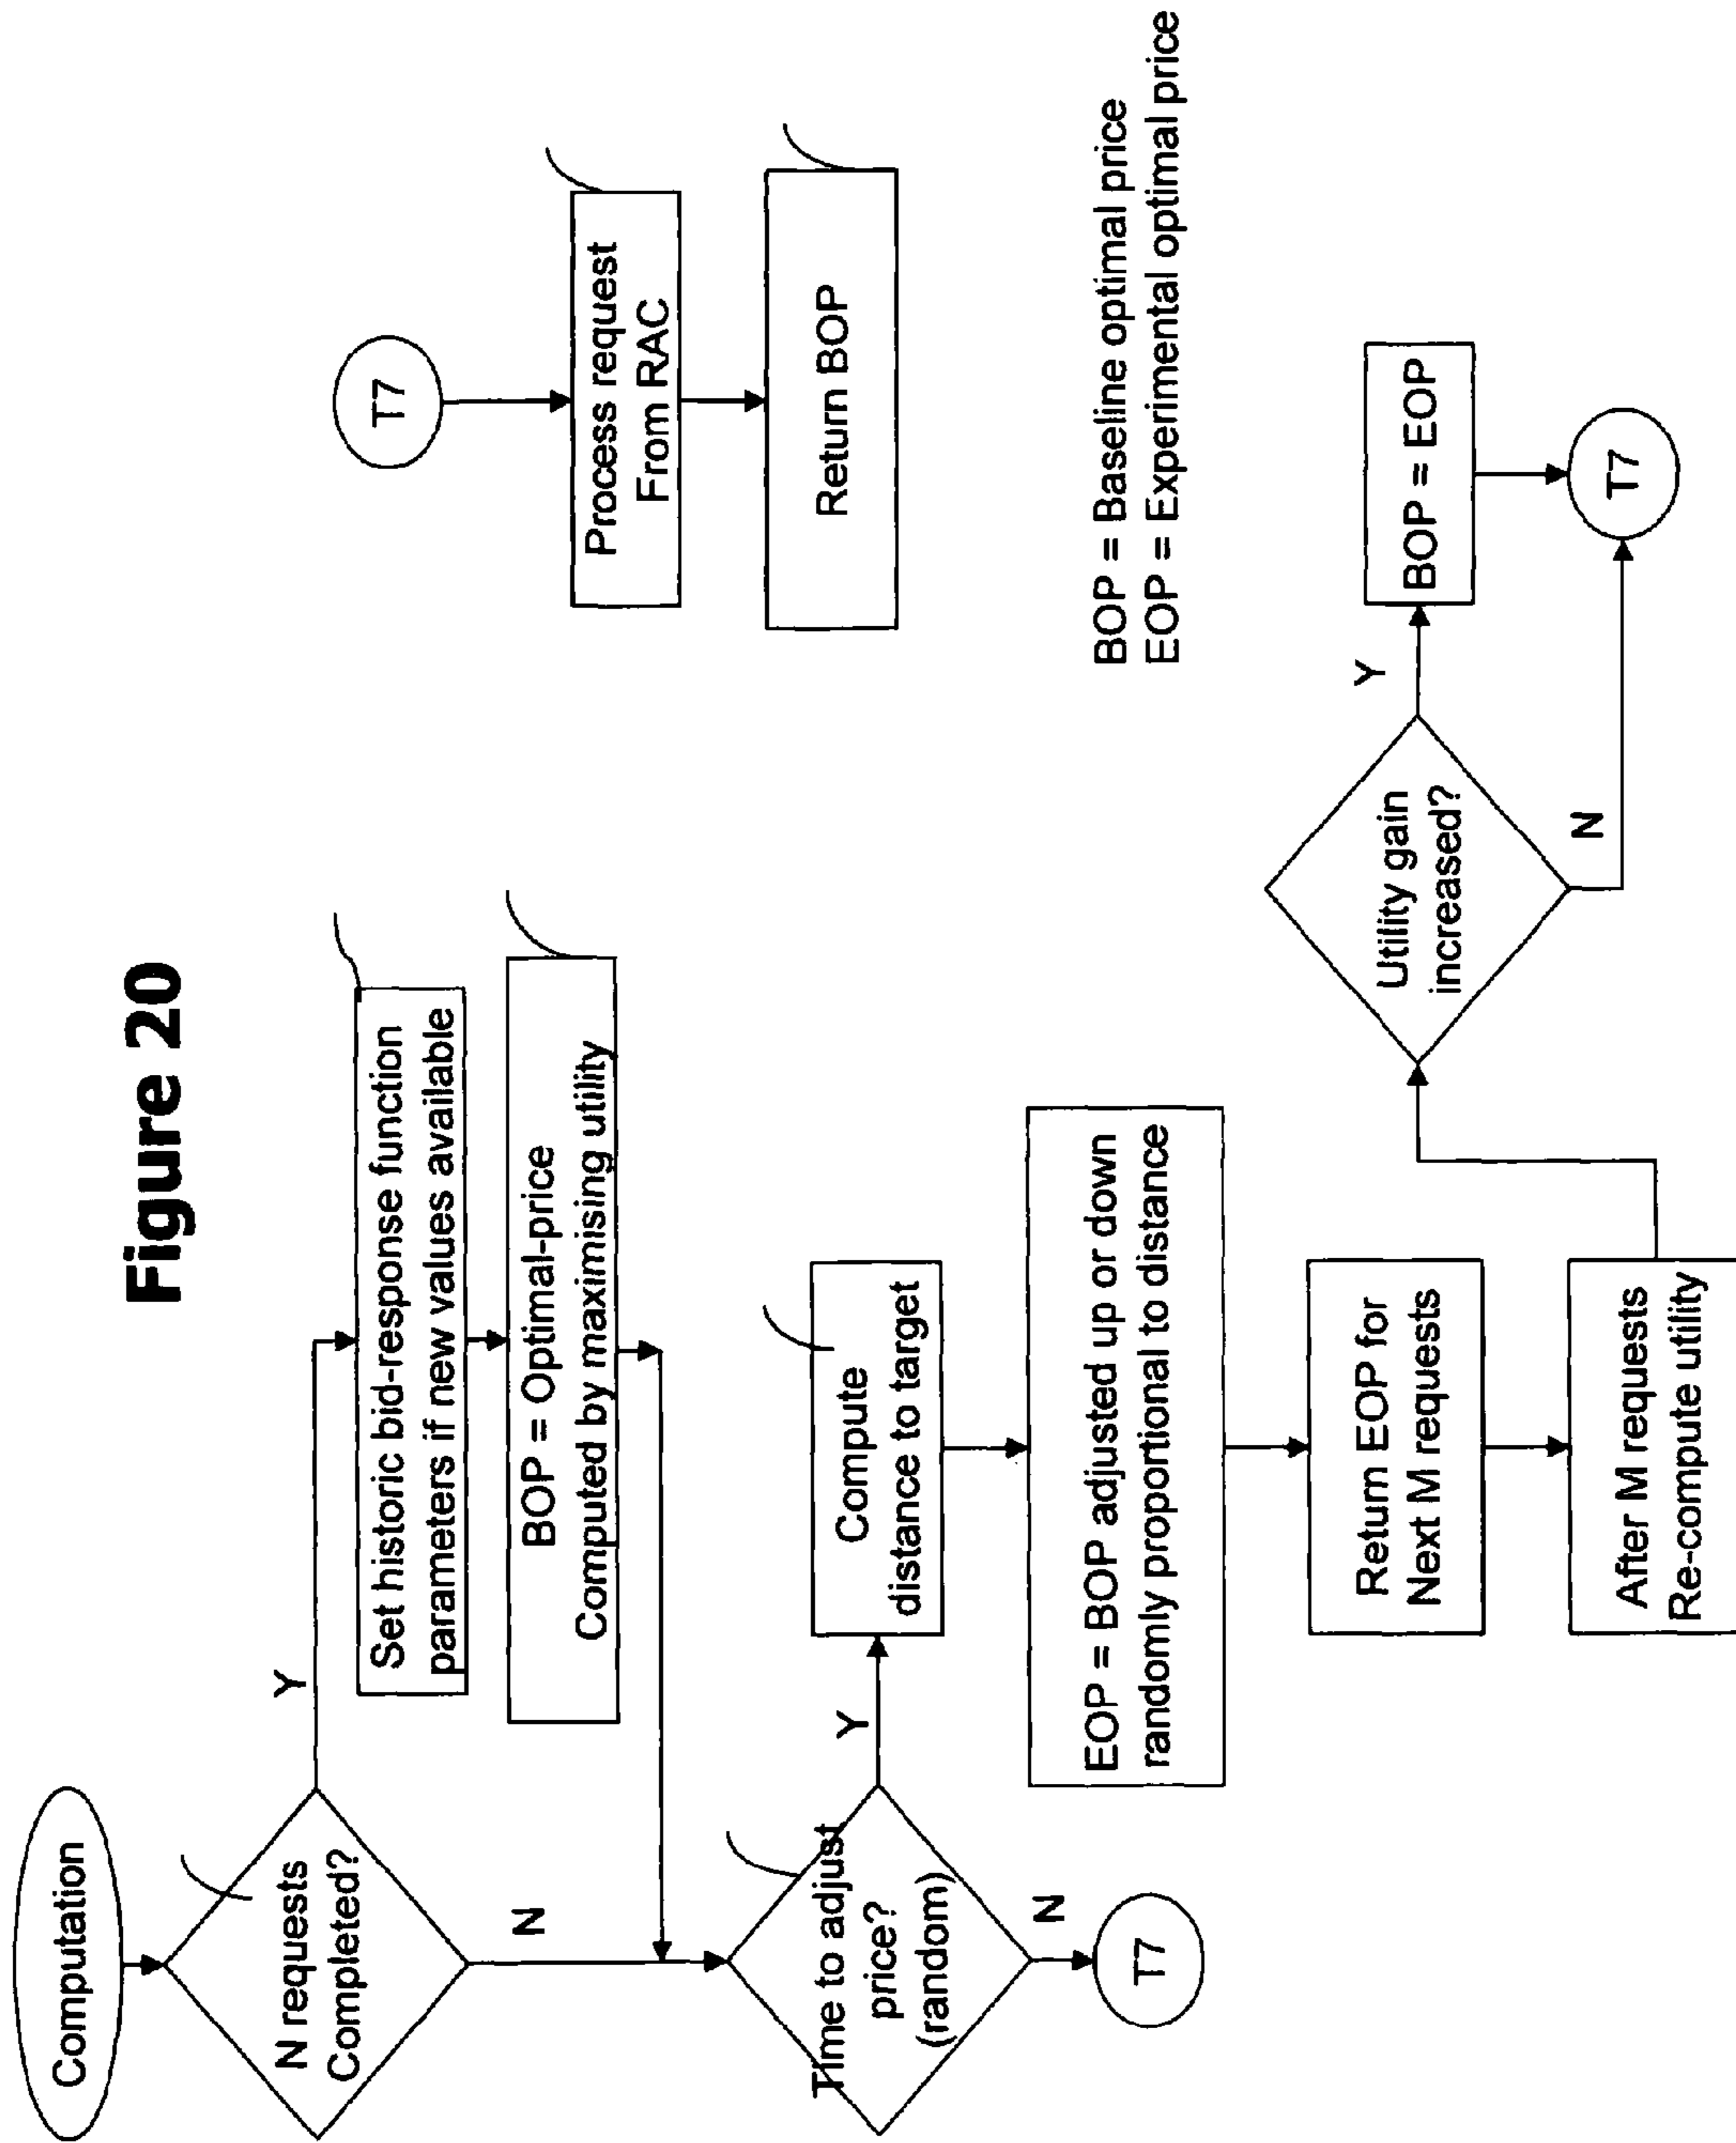 Figure 20
Computation
N requests
Completed?
Y
N
Set historic bid-response function
parameters if new values available
BOP = Optimal-price
Computed by maximising utility
Time to adjust
price?
(random)
Y
N
T7
Compute
distance to target
EOP = BOP adjusted up or down
randomly proportional to distance
Return EOP for
Next M requests
After M requests
Re-compute utility
Utility gain
increased?
Y
N
BOP = EOP
T7
T7
Process request
From RAC
Return BOP
BOP = Baseline optimal price
EOP = Experimental optimal price